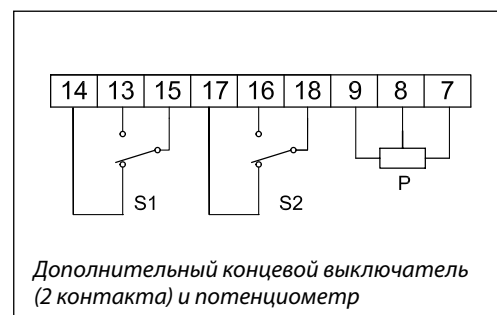 14 13 15 17 16 18 9 8 7
S1 S2 P
Дополнительный концевой выключатель
(2 контакта) и потенциометр